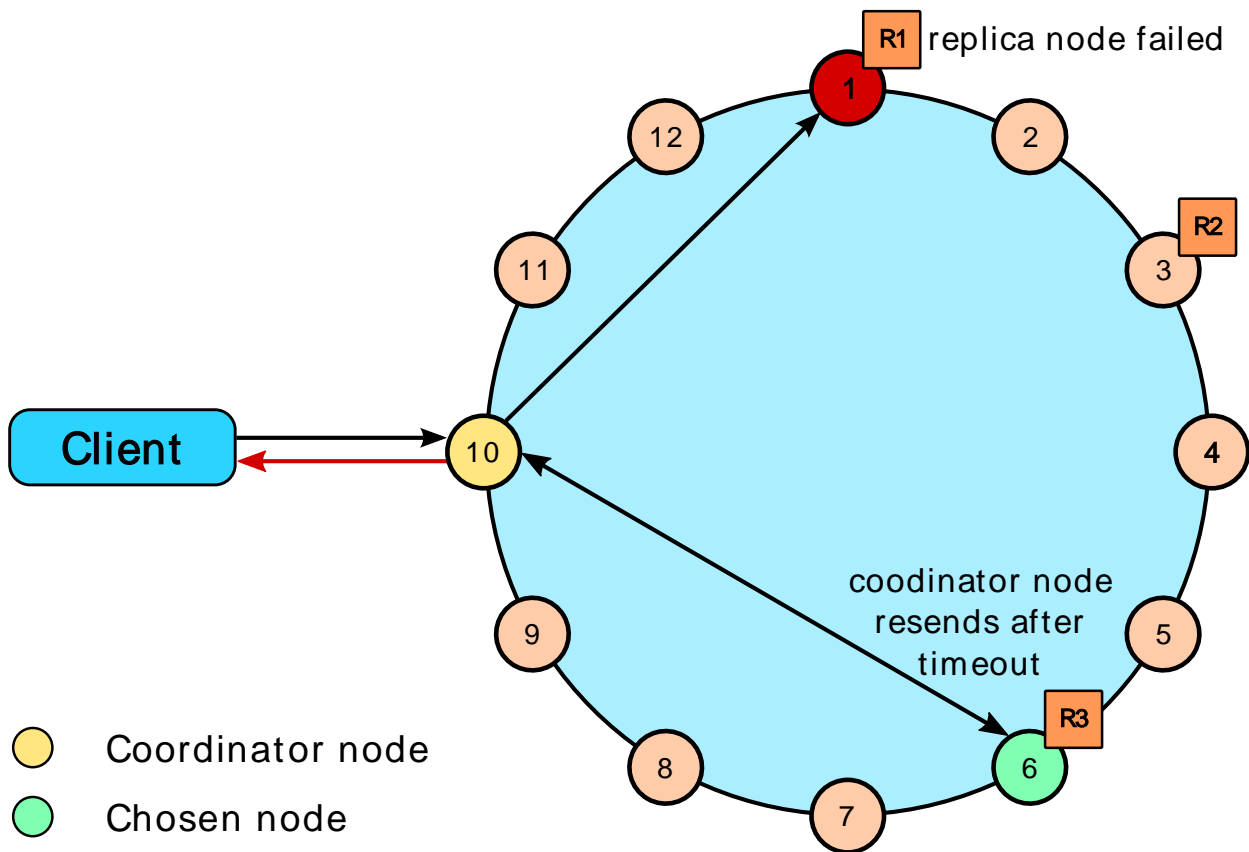 R1
replica node failed
1
12
2
R2
11
3
Client
10
4
coodinator node
resends after
timeout
9
5
R3
Coordinator node
8
6
7
Chosen node